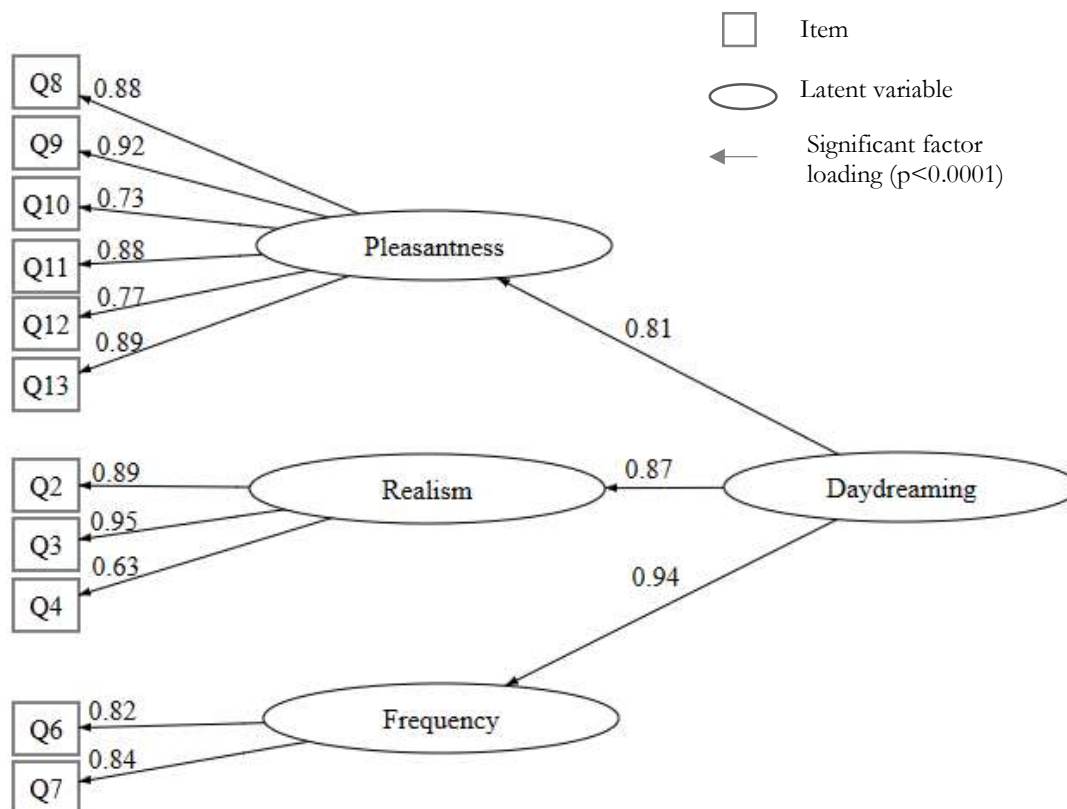 Item
Latent variable
Significant factor
loading (p<0.0001)
Q8
0.88
Q9
0.92
Q10
0.73
Q11
0.88
Q12
0.77
Q13
0.89
Pleasantness
0.81
Q2
0.89
Q3
0.95
Q4
0.63
Realism
0.87
Daydreaming
0.94
Q6
0.82
Q7
0.84
Frequency